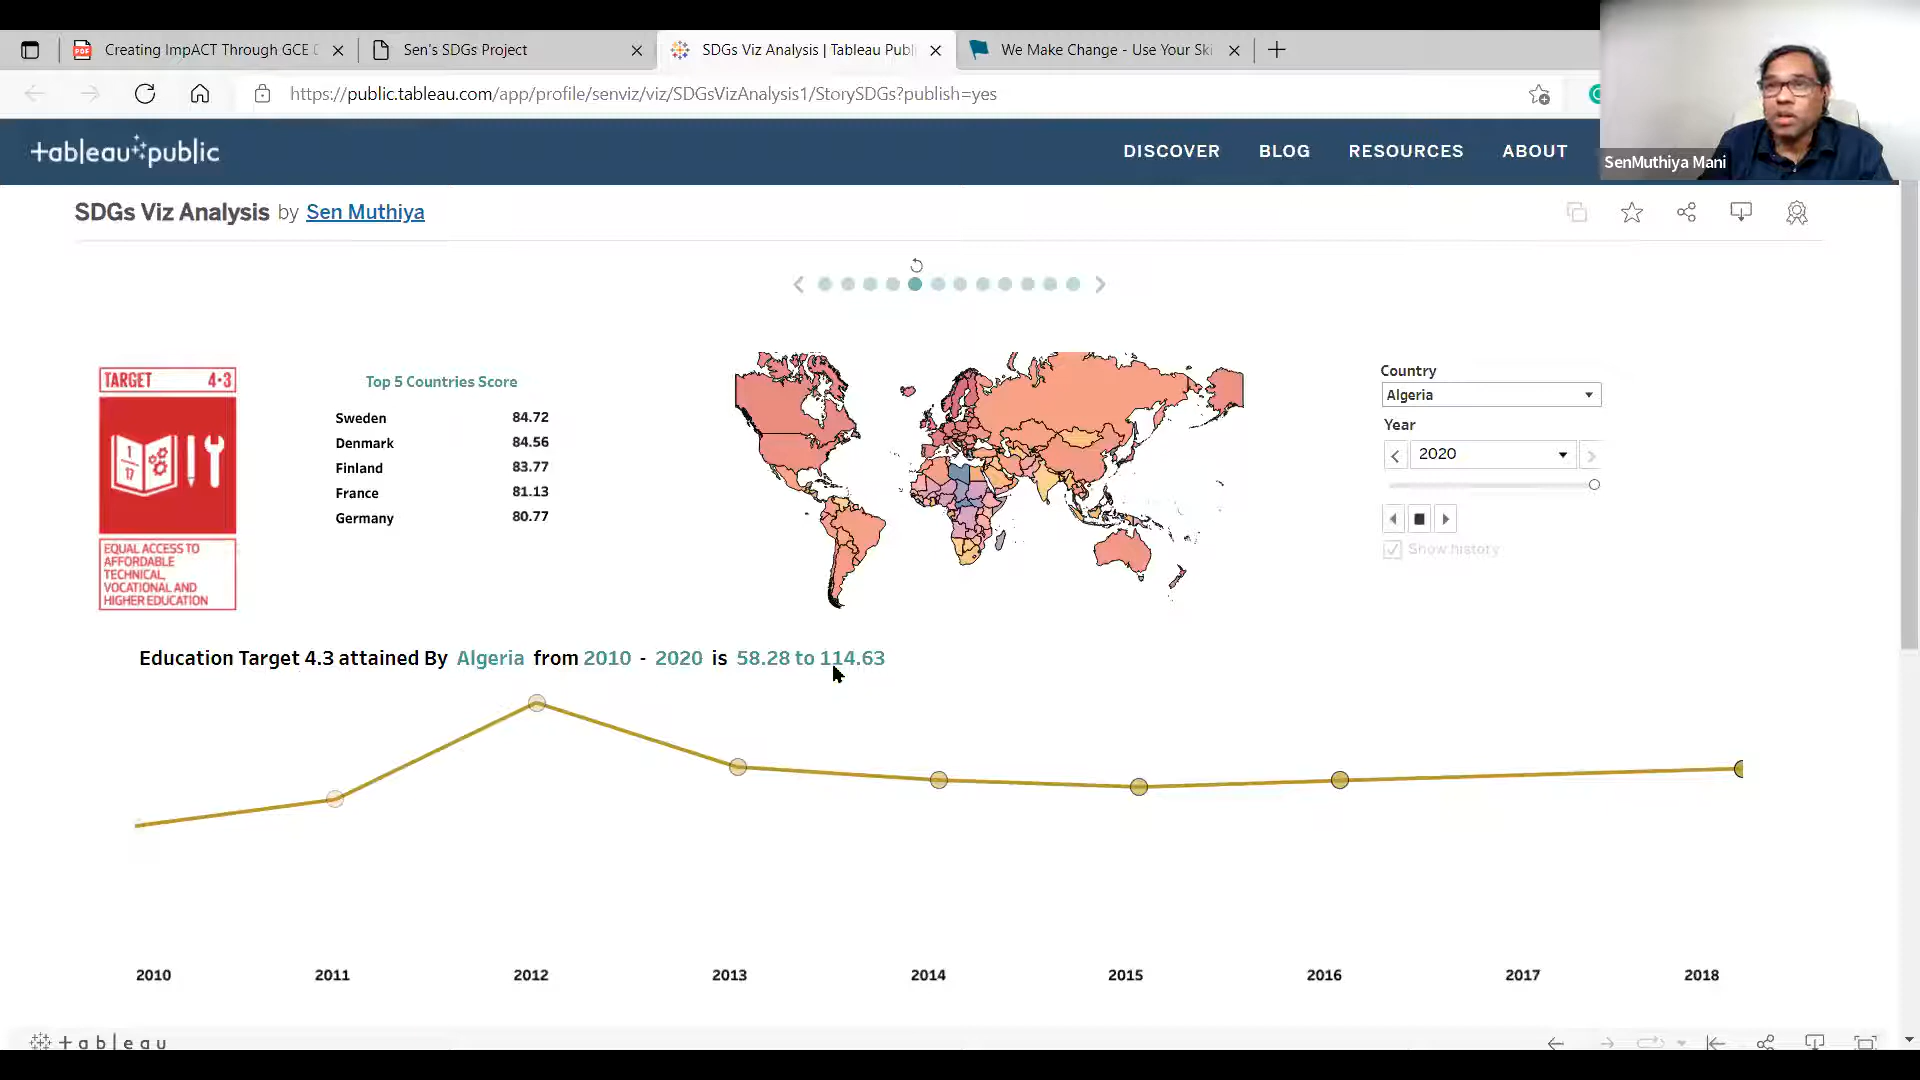 Creating ImpACT Through GCE
Sen's SDGs Project
SDGs Viz Analysis | Tableau Publ
We Make Change - Use Your Ski
https://public.tableau.com/app/profile/senviz/viz/SDGsVizAnalysis1/StorySDGs?publish=yes
SenMuthiya Mani
tableau public
DISCOVER
BLOG
RESOURCES
ABOUT
SDGs Viz Analysis by Sen Muthiya
TARGET 4.3
1
17
EQUAL ACCESS TO
AFFORDABLE
TECHNICAL,
VOCATIONAL AND
HIGHER EDUCATION
Top 5 Countries Score
Sweden 84.72
Denmark 84.56
Finland 83.77
France 81.13
Germany 80.77
Country
Algeria
Year
2020
Show history
Education Target 4.3 attained By Algeria from 2010 - 2020 is 58.28 to 114.63
2010 2011 2012 2013 2014 2015 2016 2017 2018
tableau